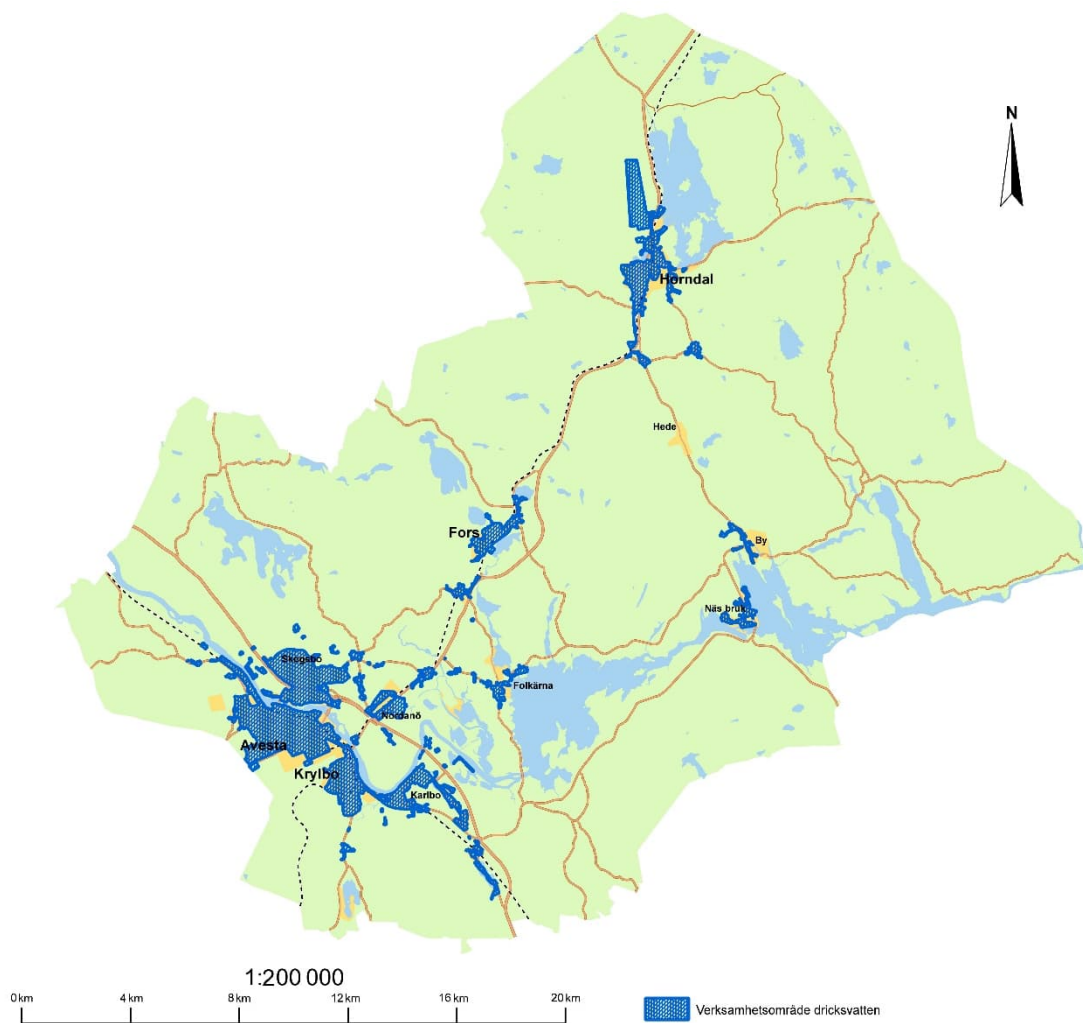 N
Horndal
Hede
Fors
By
Näs bruk
Skogsbo
Folkärna
Nordanö
Avesta
Krylbo
Karlbo
1:200 000
0 km 4 km 8 km 12 km 16 km 20 km
Verksamhetsområde dricksvatten